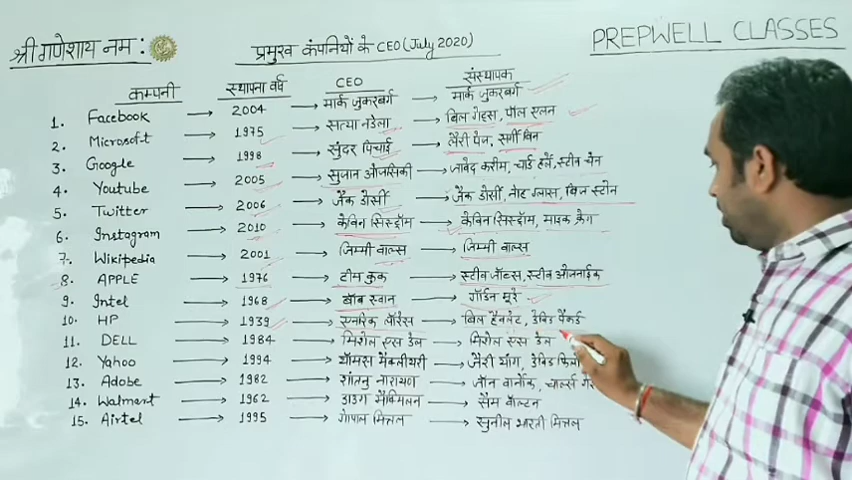 श्री गणेशाय नम :
प्रमुख कंपनियों के CEO (July 2020)
PREPWELL CLASSES
कम्पनी स्थापना वर्ष CEO संस्थापक
1. Facebook → 2004 → मार्क जुकरबर्ग → मार्क जुकरबर्ग
2. Microsoft → 1975 → सत्या नडेला → बिल गेट्स, पॉल एलन
3. Google → 1998 → सुंदर पिचाई → लैरी पेज, सर्गी ब्रिन
4. Youtube → 2005 → सुजान ओजसिकी → जावेद करीम, चार्ड हर्ले, स्टीव चेन
5. Twitter → 2006 → जैक डोर्सी → जैक डोर्सी, नोट ग्लास, बिज स्टोन
6. Instagram → 2010 → केविन सिस्ट्रॉम → केविन सिस्ट्रॉम, माइक क्रैग
7. Wikipedia → 2001 → जिम्मी वाल्स → जिम्मी वाल्स
8. APPLE → 1976 → टीम कुक → स्टीव जॉब्स, स्टीव ओजनाईक
9. Intel → 1968 → बॉब स्वान → गॉर्डन मूरे
10. HP → 1939 → एनरिक लॉरेस → बिल हैवलेट, डेविड पैकर्ड
11. DELL → 1984 → मिशेल एस डेल → मिशेल एस डेल
12. Yahoo → 1994 → थॉमस मैकलीयरी → जैरी यांग, डेविड
13. Adobe → 1982 → शांतनु नारायण → जॉन वार्नोक, चार्ल्स
14. Walmart → 1962 → डाउग मैकमिलन → सैम वॉल्टन
15. Airtel → 1995 → गोपाल मित्तल → सुनील भारती मित्तल